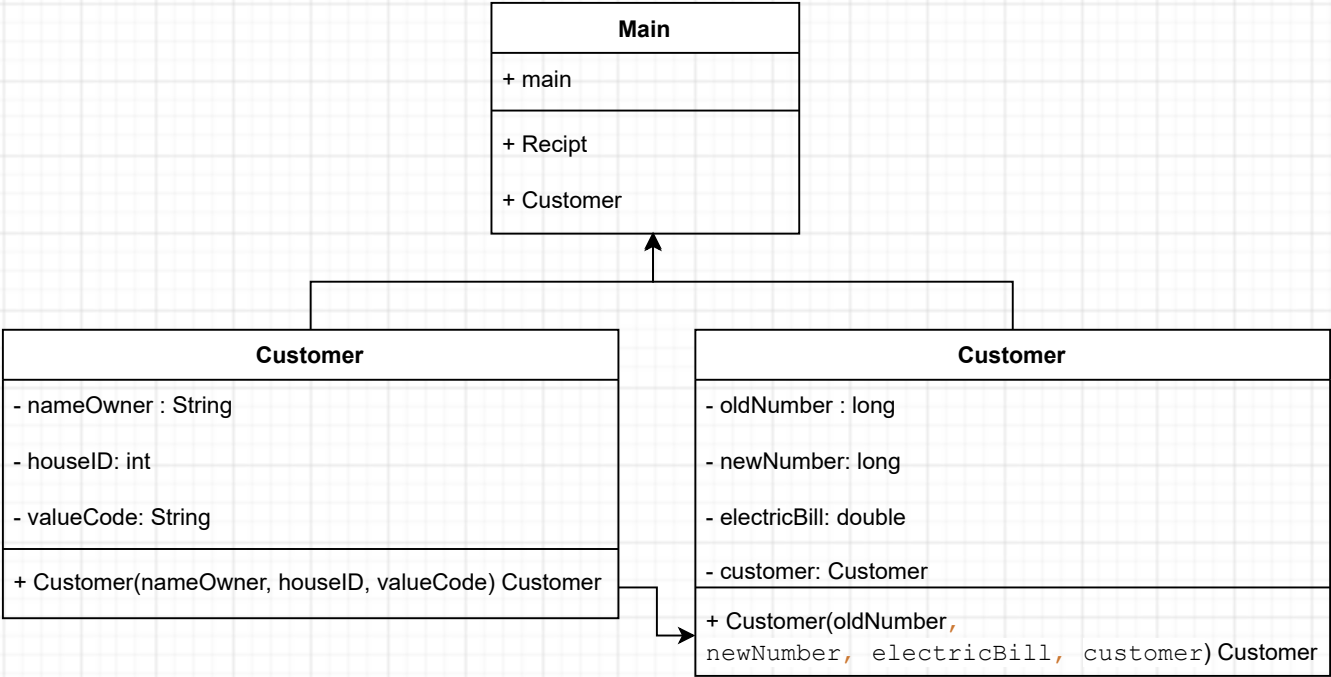 Main
+ main
+ Recipt
+ Customer
Customer
- nameOwner : String
- houseID: int
- valueCode: String
+ Customer(nameOwner, houseID, valueCode) Customer
Customer
- oldNumber : long
- newNumber: long
- electricBill: double
- customer: Customer
+ Customer(oldNumber,
newNumber, electricBill, customer) Customer